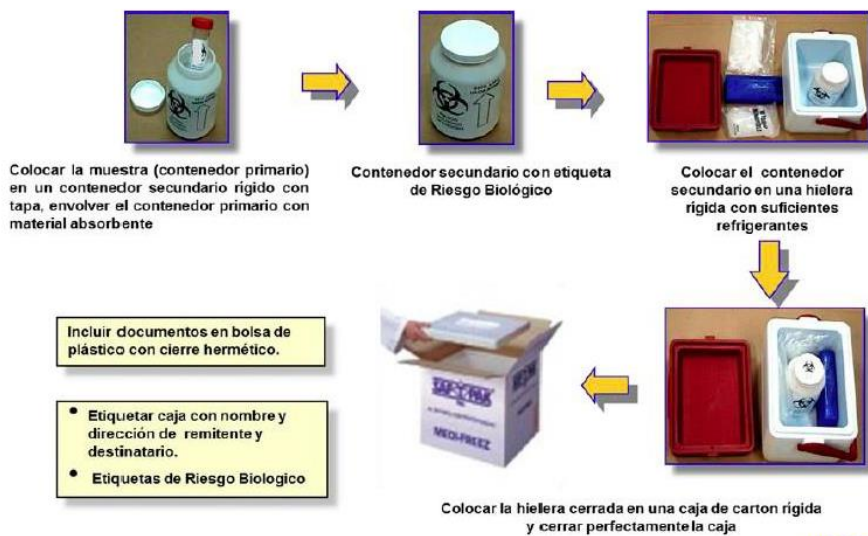 Colocar la muestra (contenedor primario)
en un contenedor secundario rígido con
tapa, envolver el contenedor primario con
material absorbente
Contenedor secundario con etiqueta
de Riesgo Biológico
Colocar el contenedor
secundario en una hielera
rígida con suficientes
refrigerantes
Incluir documentos en bolsa de
plástico con cierre hermético.
• Etiquetar caja con nombre y
dirección de remitente y
destinatario.
• Etiquetas de Riesgo Biologico
SAF-T-PAK
MEDI-FREEZ
Colocar la hiellera cerrada en una caja de carton rígida
y cerrar perfectamente la caja